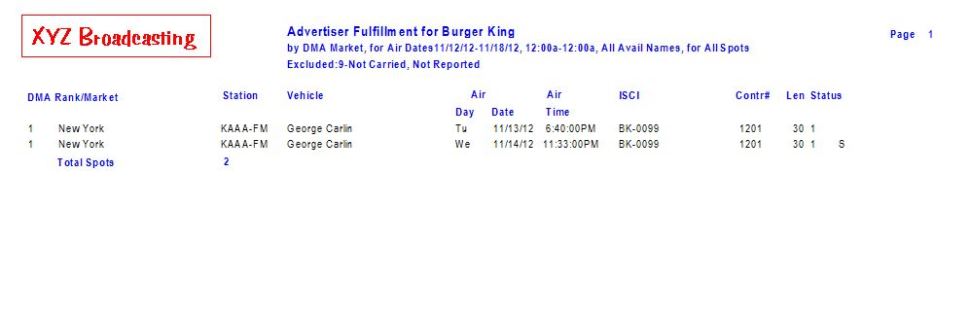 XYZ Broadcasting
Advertiser Fulfillment for Burger King
Page 1
by DMA Market, for Air Dates11/12/12-11/18/12, 12:00a-12:00a, All Avail Names, for All Spots
Excluded:9-Not Carried, Not Reported
DMA Rank/Market Station Vehicle Air Air ISCI Contr# Len Status
Day Date Time
1 New York KAAA-FM George Carlin Tu 11/13/12 6:40:00PM BK-0099 1201 30 1
1 New York KAAA-FM George Carlin We 11/14/12 11:33:00PM BK-0099 1201 30 1 S
Total Spots 2